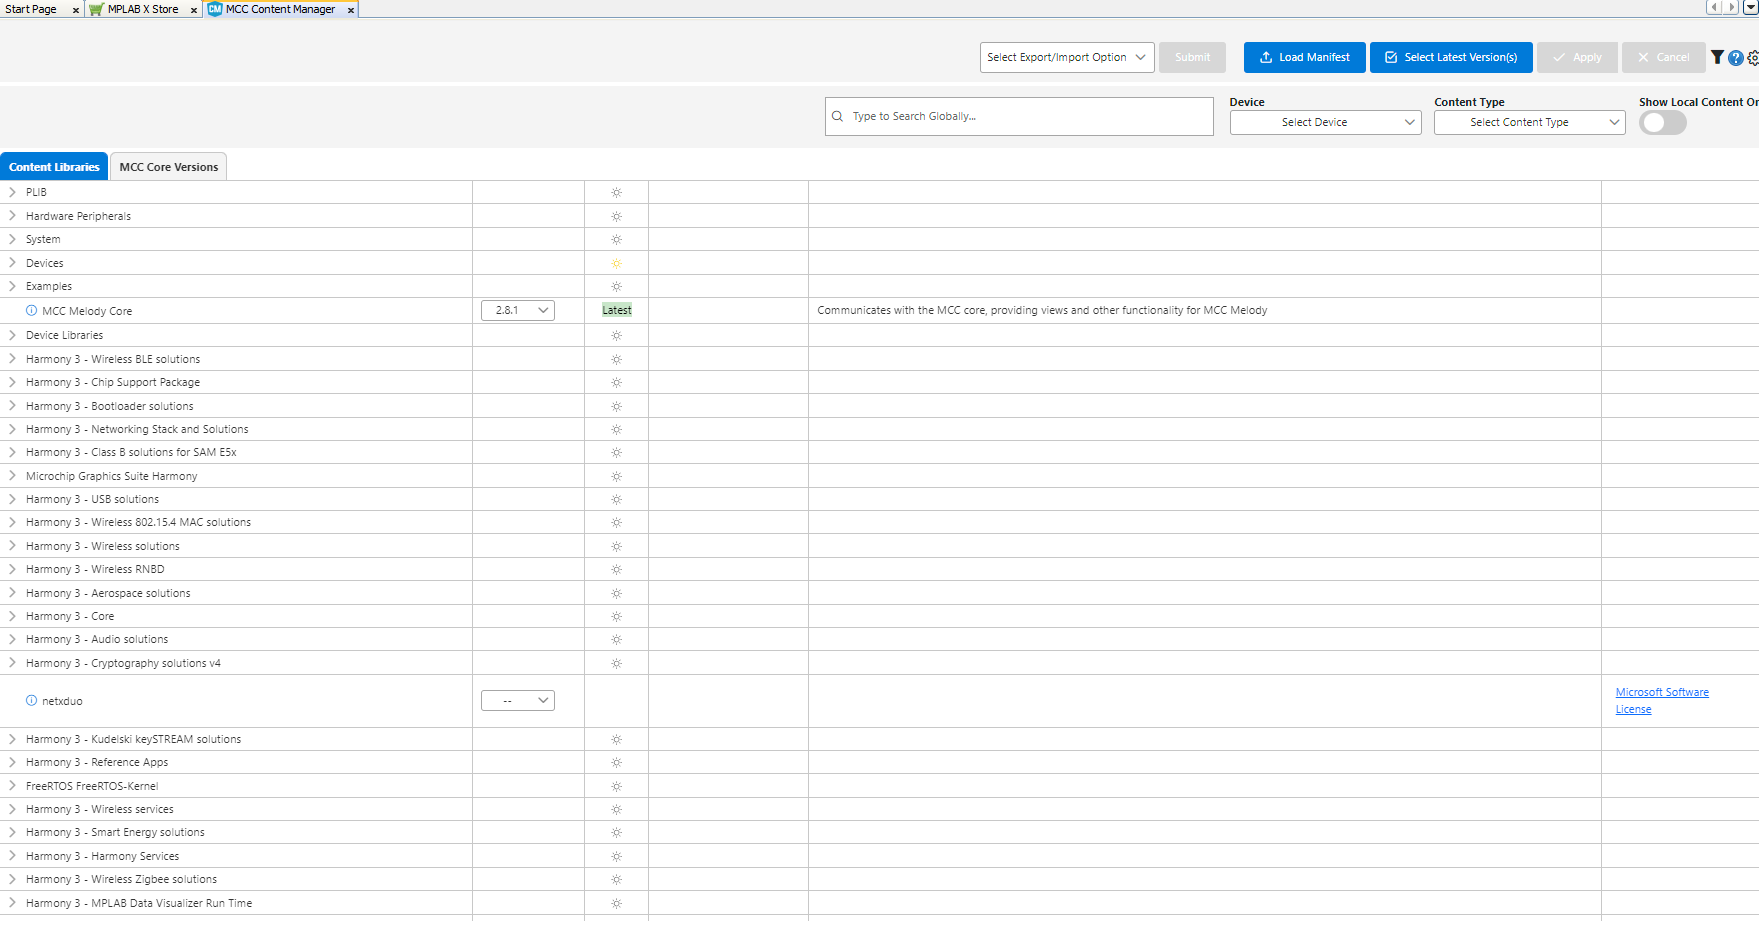 Start Page
MPLAB X Store
MCC Content Manager
Select Export/Import Option
Submit
Load Manifest
Select Latest Version(s)
Apply
Cancel
Type to Search Globally...
Device
Select Device
Content Type
Select Content Type
Show Local Content Or
Content Libraries
MCC Core Versions
PLIB
Hardware Peripherals
System
Devices
Examples
MCC Melody Core 2.8.1 Latest Communicates with the MCC core, providing views and other functionality for MCC Melody
Device Libraries
Harmony 3 - Wireless BLE solutions
Harmony 3 - Chip Support Package
Harmony 3 - Bootloader solutions
Harmony 3 - Networking Stack and Solutions
Harmony 3 - Class B solutions for SAM E5x
Microchip Graphics Suite Harmony
Harmony 3 - USB solutions
Harmony 3 - Wireless 802.15.4 MAC solutions
Harmony 3 - Wireless solutions
Harmony 3 - Wireless RNBD
Harmony 3 - Aerospace solutions
Harmony 3 - Core
Harmony 3 - Audio solutions
Harmony 3 - Cryptography solutions v4
netxduo -- Microsoft Software
License
Harmony 3 - Kudelski keySTREAM solutions
Harmony 3 - Reference Apps
FreeRTOS FreeRTOS-Kernel
Harmony 3 - Wireless services
Harmony 3 - Smart Energy solutions
Harmony 3 - Harmony Services
Harmony 3 - Wireless Zigbee solutions
Harmony 3 - MPLAB Data Visualizer Run Time